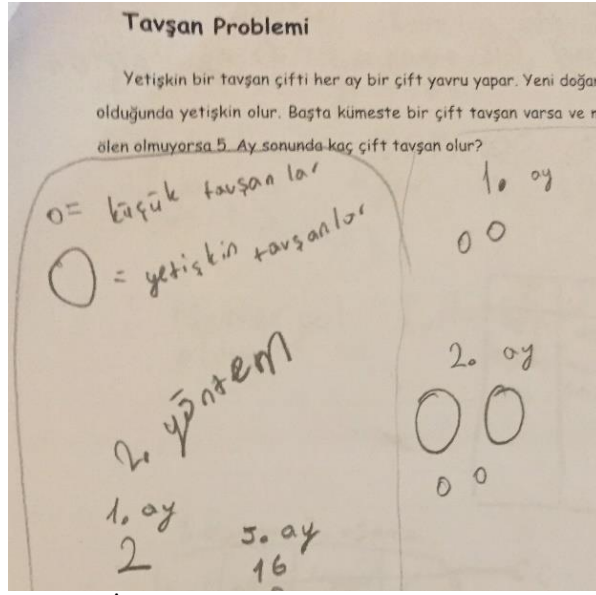 Tavşan Problemi
Yetişkin bir tavşan çifti her ay bir çift yavru yapar. Yeni doğan
olduğunda yetişkin olur. Başta kümeste bir çift tavşan varsa ve
ölen olmuyorsa 5. Ay sonunda kaç çift tavşan olur?
o= küçük tavşanlar
O = yetişkin tavşanlar
2. yöntem
1. ay
2
5. ay
16
1. ay
2. ay